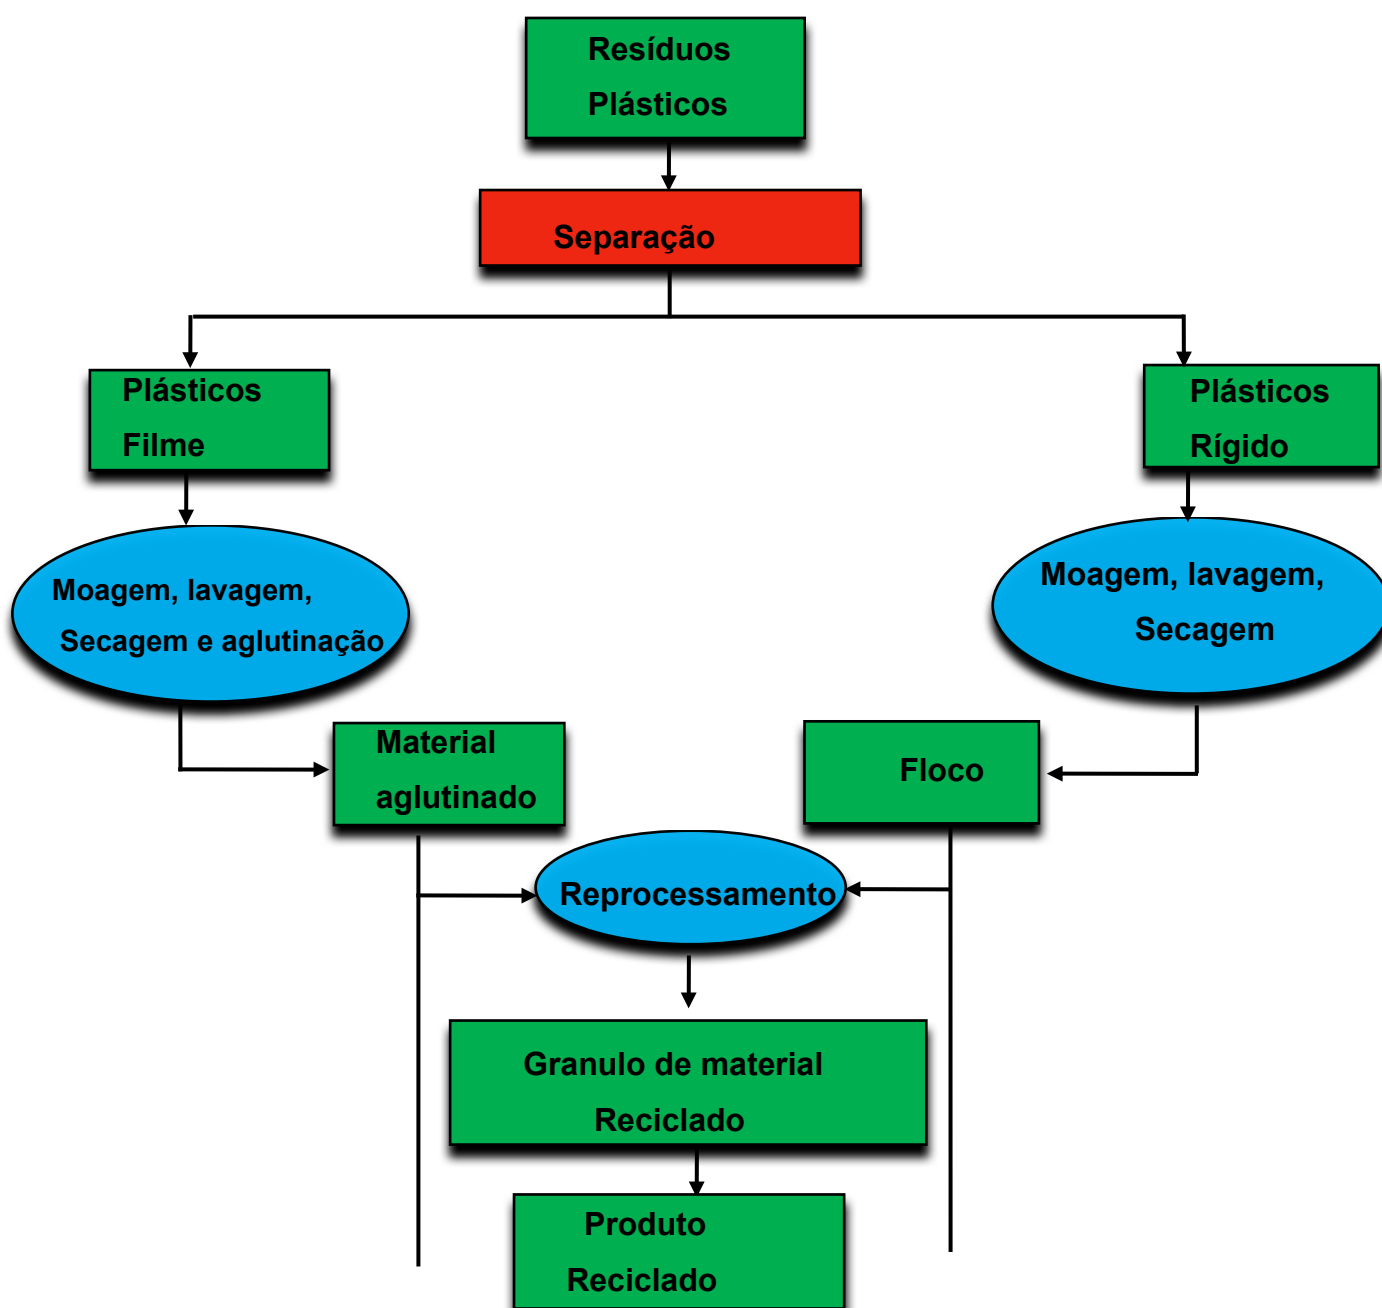 Resíduos
Plásticos
Separação
Plásticos
Filme
Plásticos
Rígido
Moagem, lavagem,
Secagem e aglutinação
Moagem, lavagem,
Secagem
Material
aglutinado
Floco
Reprocessamento
Granulo de material
Reciclado
Produto
Reciclado